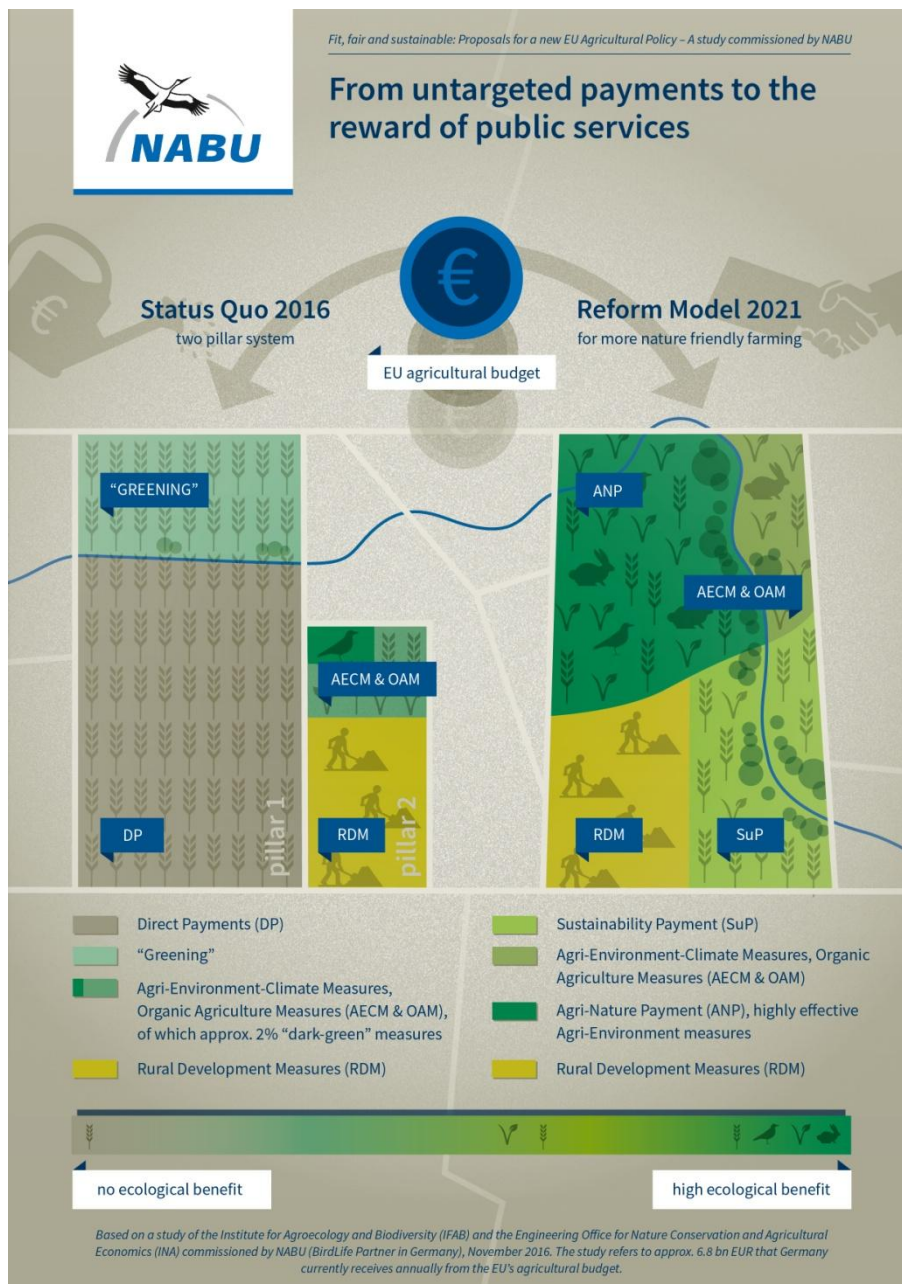 Fit, fair and sustainable: Proposals for a new EU Agricultural Policy – A study commissioned by NABU
NABU
From untargeted payments to the
reward of public services
€
€
Status Quo 2016
two pillar system
Reform Model 2021
for more nature friendly farming
EU agricultural budget
"GREENING"
DP
pillar 1
AECM & OAM
RDM
pillar 2
ANP
AECM & OAM
RDM
SuP
Direct Payments (DP)
"Greening"
Agri-Environment-Climate Measures,
Organic Agriculture Measures (AECM & OAM),
of which approx. 2% "dark-green" measures
Rural Development Measures (RDM)
Sustainability Payment (SuP)
Agri-Environment-Climate Measures, Organic
Agriculture Measures (AECM & OAM)
Agri-Nature Payment (ANP), highly effective
Agri-Environment measures
Rural Development Measures (RDM)
no ecological benefit
high ecological benefit
Based on a study of the Institute for Agroecology and Biodiversity (IFAB) and the Engineering Office for Nature Conservation and Agricultural
Economics (INA) commissioned by NABU (BirdLife Partner in Germany), November 2016. The study refers to approx. 6.8 bn EUR that Germany
currently receives annually from the EU's agricultural budget.